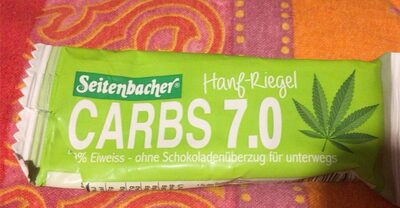 Seitenbacher®
Hanf-Riegel
CARBS 7.0
% Eiweiss - ohne Schokoladenüberzug für unterwegs